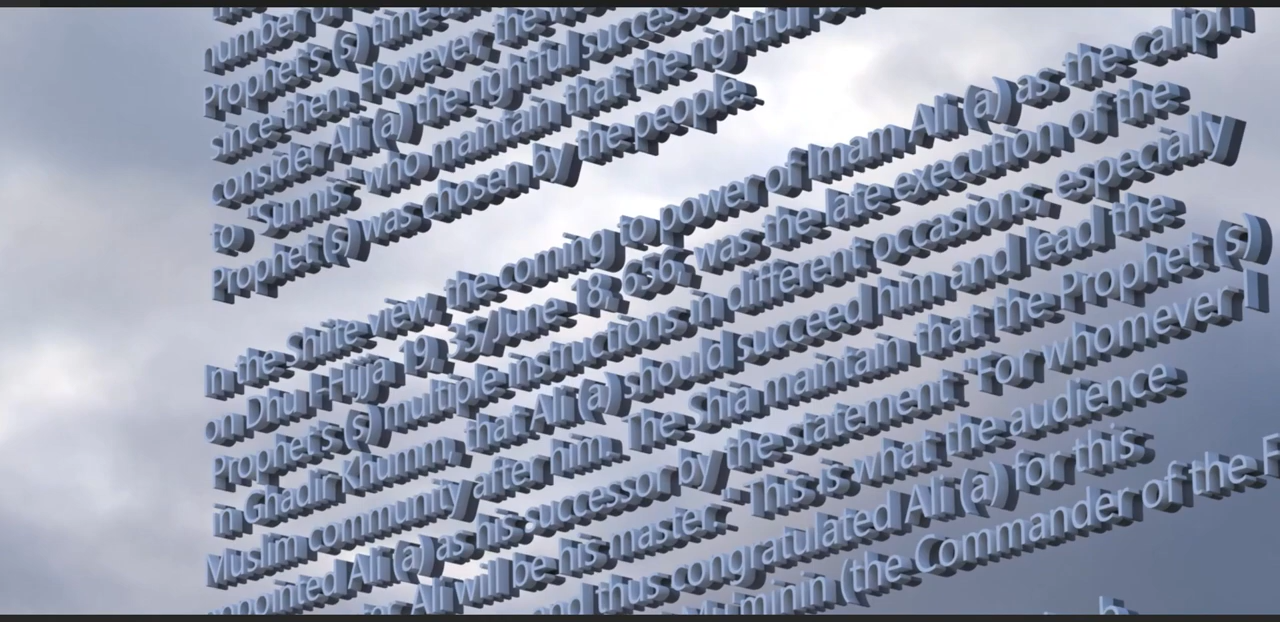 number of
Prophet's (s) time
since then. However, the
consider Ali (a) the rightful
to "Sunnis" who maintain that the rightful
Prophet (s) was chosen by the people.
In the Shiite view, the coming to power of Imam Ali (a) as the caliph
on Dhu l-Hijja 19, 35/June 18, 656, was the late execution of the
Prophet's (s) multiple instructions in different occasions, especially
in Ghadir Khumm, that Ali (a) should succeed him and lead the
Muslim community after him. The Shia maintain that the Prophet (s)
appointed Ali (a) as his successor by the statement "For whomever I
Ali will be his master." This is what the audience
thus congratulated Ali (a) for this
(the Commander of the